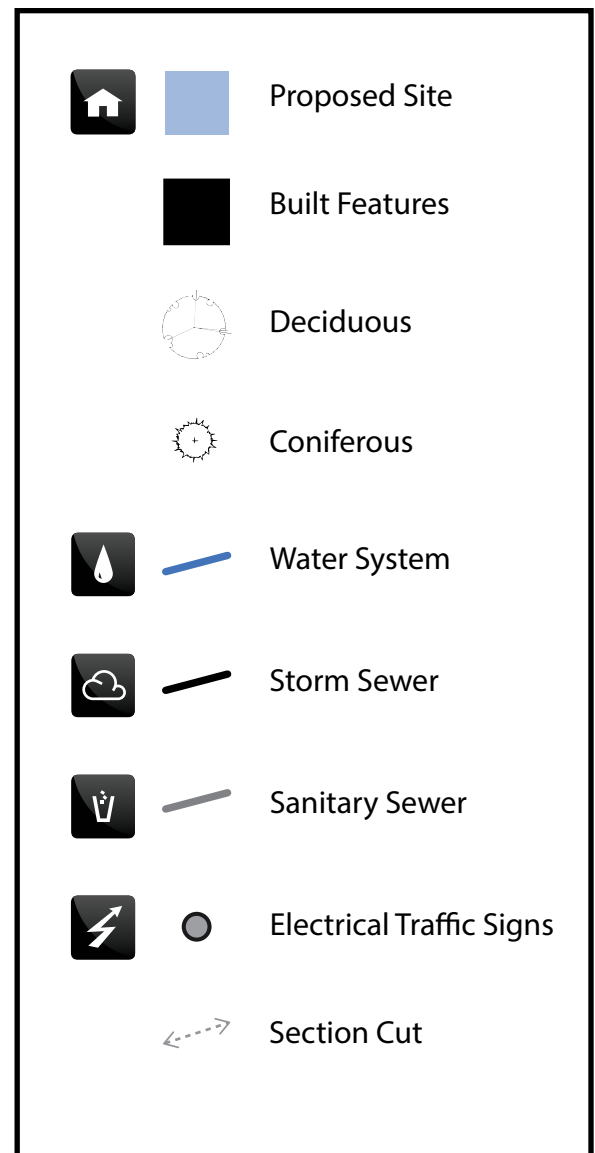 Proposed Site
Built Features
Deciduous
Coniferous
Water System
Storm Sewer
Sanitary Sewer
Electrical Traffic Signs
Section Cut